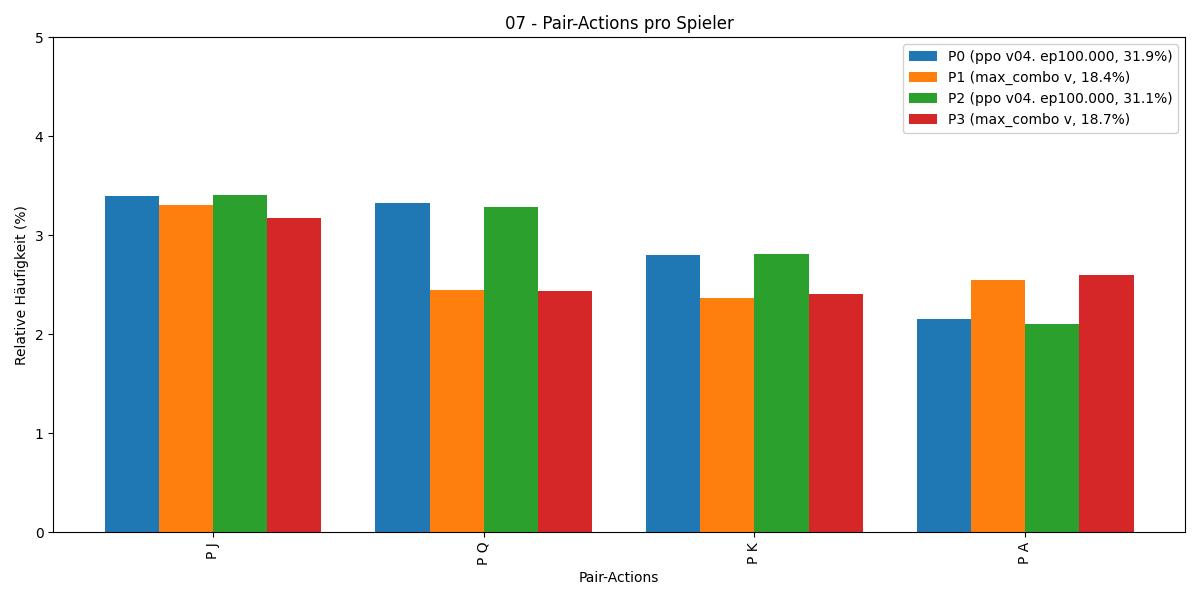 07 - Pair-Actions pro Spieler
P0 (ppo v04. ep100.000, 31.9%)
P1 (max_combo v, 18.4%)
P2 (ppo v04. ep100.000, 31.1%)
P3 (max_combo v, 18.7%)
Relative Häufigkeit (%)
5
4
3
2
1
0
P J
P Q
P K
P A
Pair-Actions